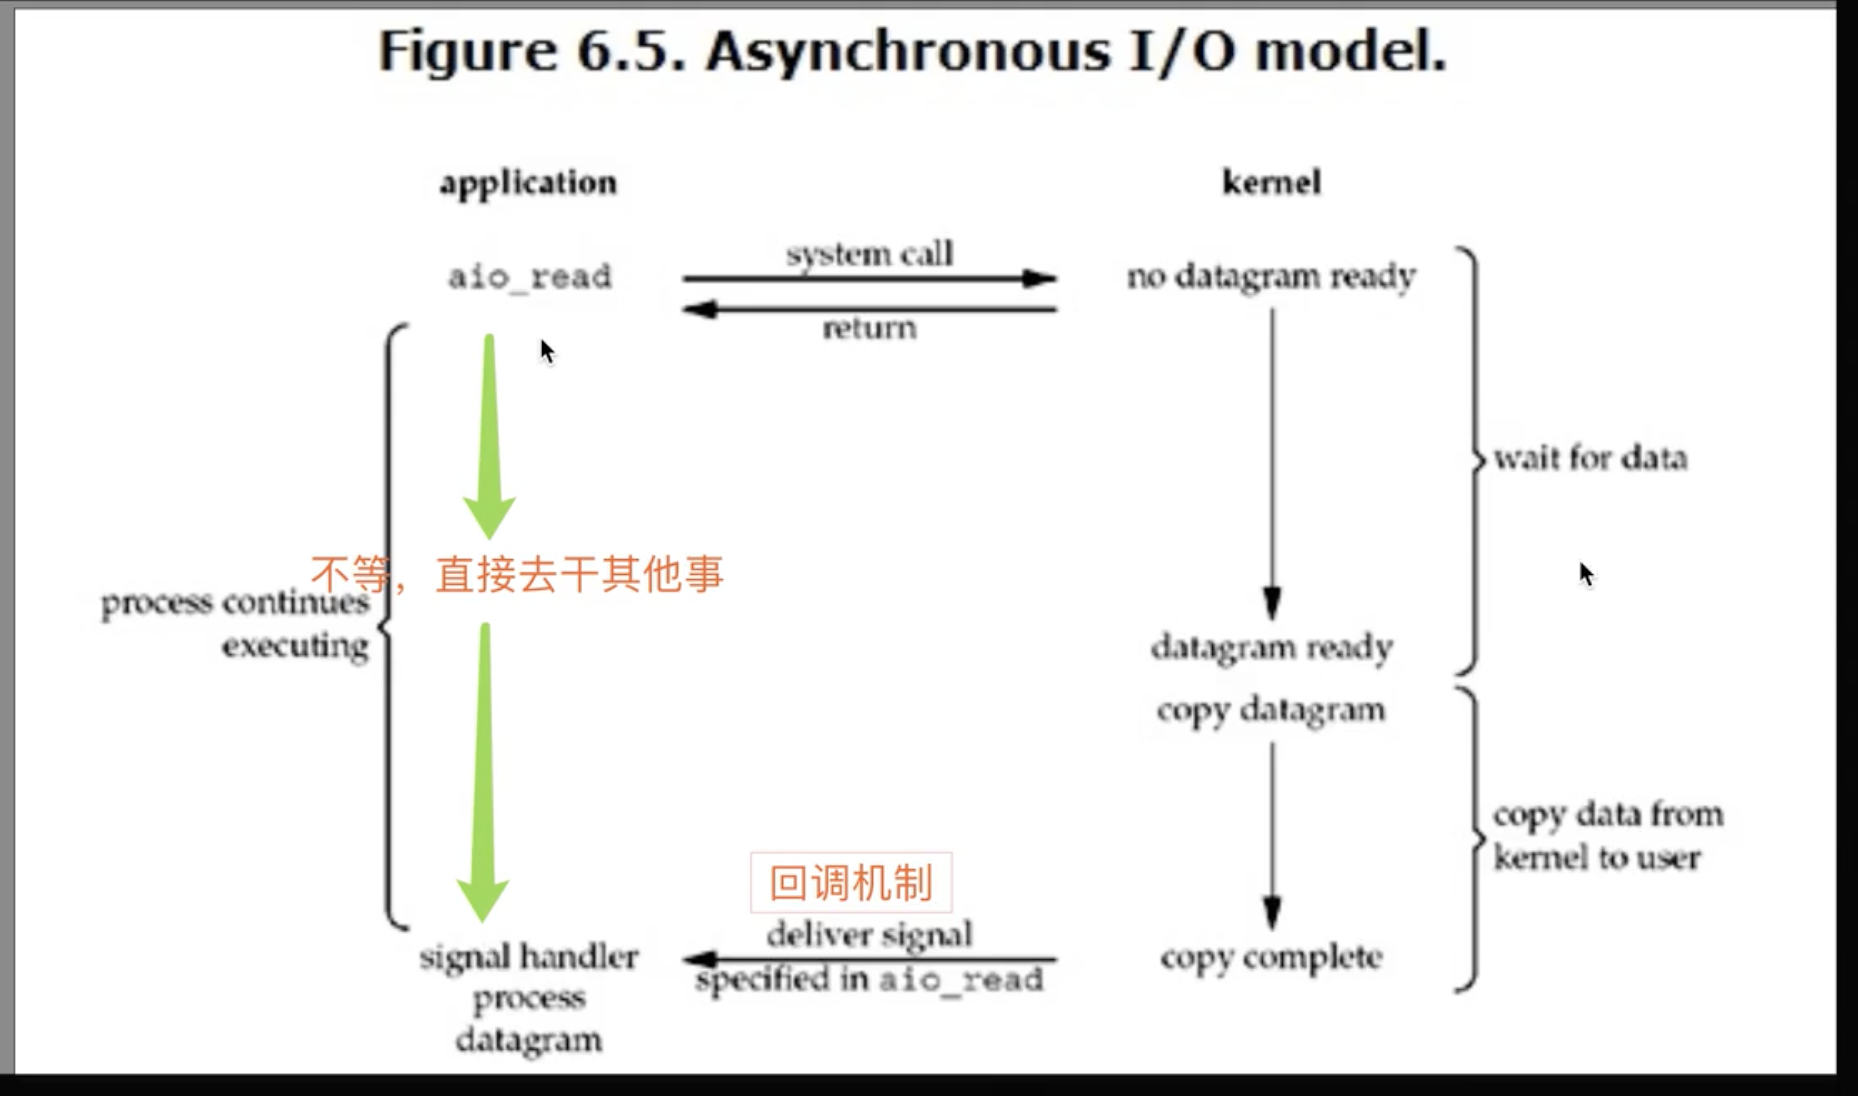 Figure 6.5. Asynchronous I/O model.
application
kernel
aio_read
system call
return
no datagram ready
wait for data
不等，直接去干其他事
process continues
executing
datagram ready
copy datagram
copy data from
kernel to user
回调机制
deliver signal
specified in aio_read
signal handler
process
datagram
copy complete